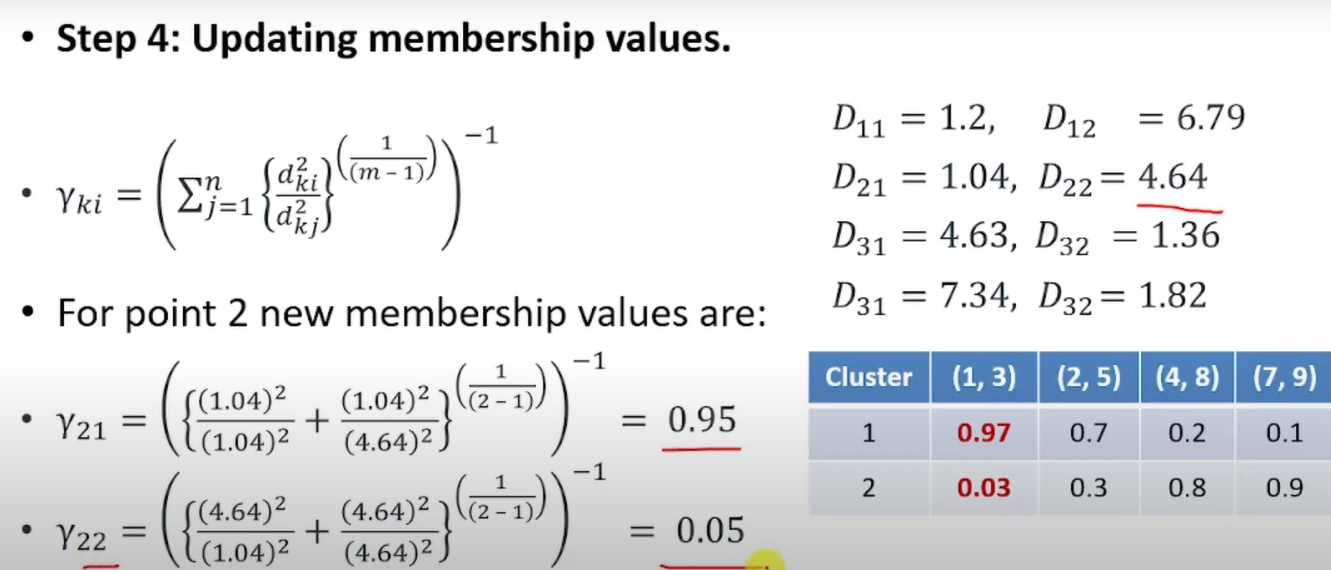 • Step 4: Updating membership values.
• γki = (∑ⁿj=1 {d²ki / d²kj}^(1/(m - 1)))^-1
• For point 2 new membership values are:
• γ21 = ({(1.04)² / (1.04)² + (1.04)² / (4.64)²}^(1/(2 - 1)))^-1 = 0.95
• γ22 = ({(4.64)² / (1.04)² + (4.64)² / (4.64)²}^(1/(2 - 1)))^-1 = 0.05
D11 = 1.2, D12 = 6.79
D21 = 1.04, D22 = 4.64
D31 = 4.63, D32 = 1.36
D31 = 7.34, D32 = 1.82
Cluster (1, 3) (2, 5) (4, 8) (7, 9)
1 0.97 0.7 0.2 0.1
2 0.03 0.3 0.8 0.9